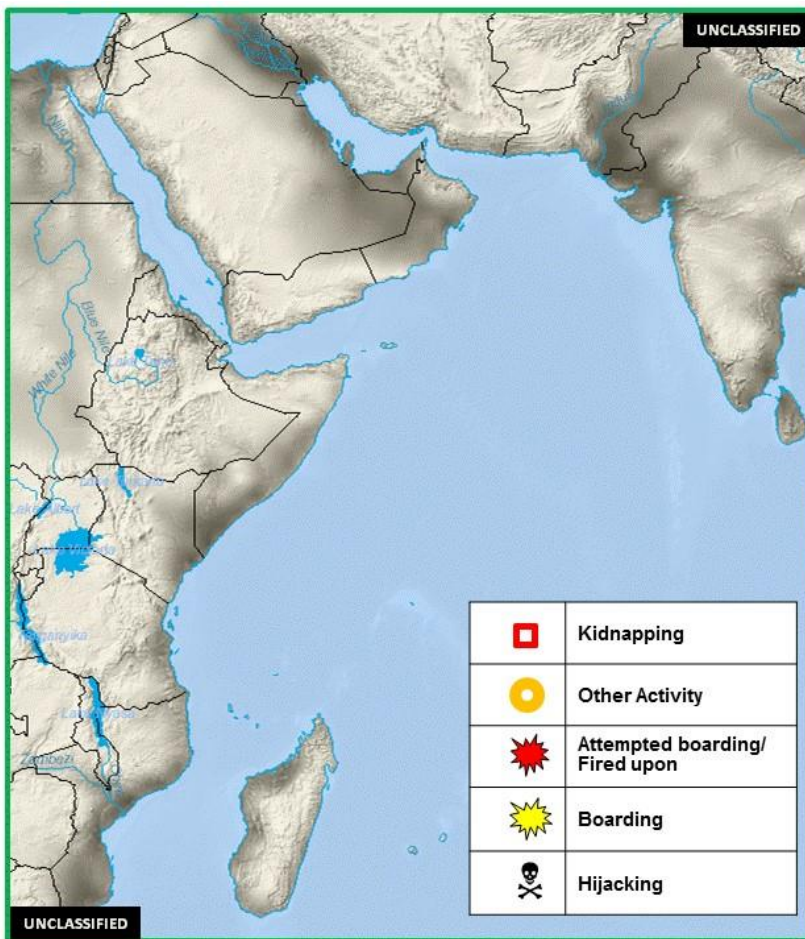 UNCLASSIFIED
Nile
Blue Nile
White Nile
Lake Tana
Lake Turkana
Lake Albert
Lake Victoria
Kidnapping
Tanganyika
Other Activity
Lake Nyasa
Attempted boarding/
Fired upon
Zambezi
Boarding
Hijacking
UNCLASSIFIED